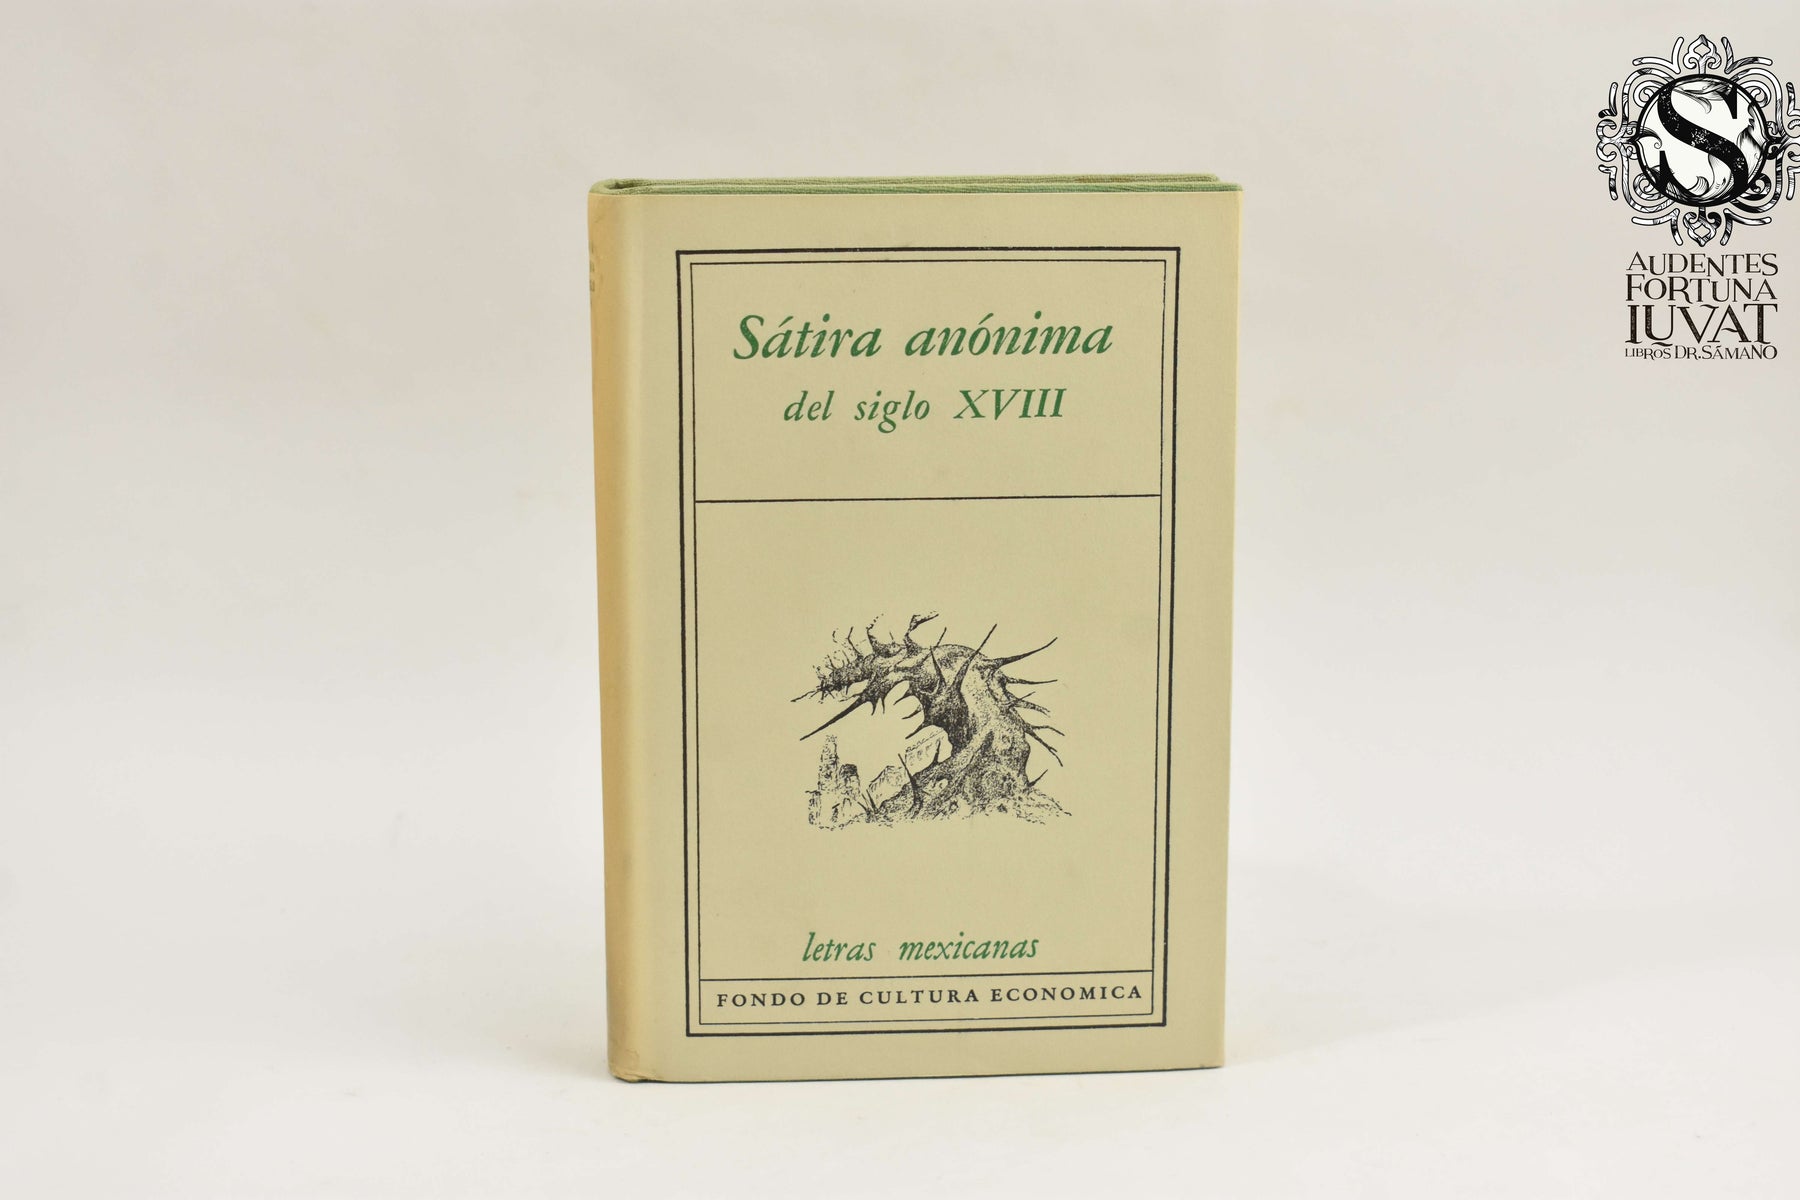 Sátira anónima
del siglo XVIII
letras mexicanas
FONDO DE CULTURA ECONOMICA
S
AUDENTES
FORTUNA
IUVAT
LIBROS DR. SÁMANO